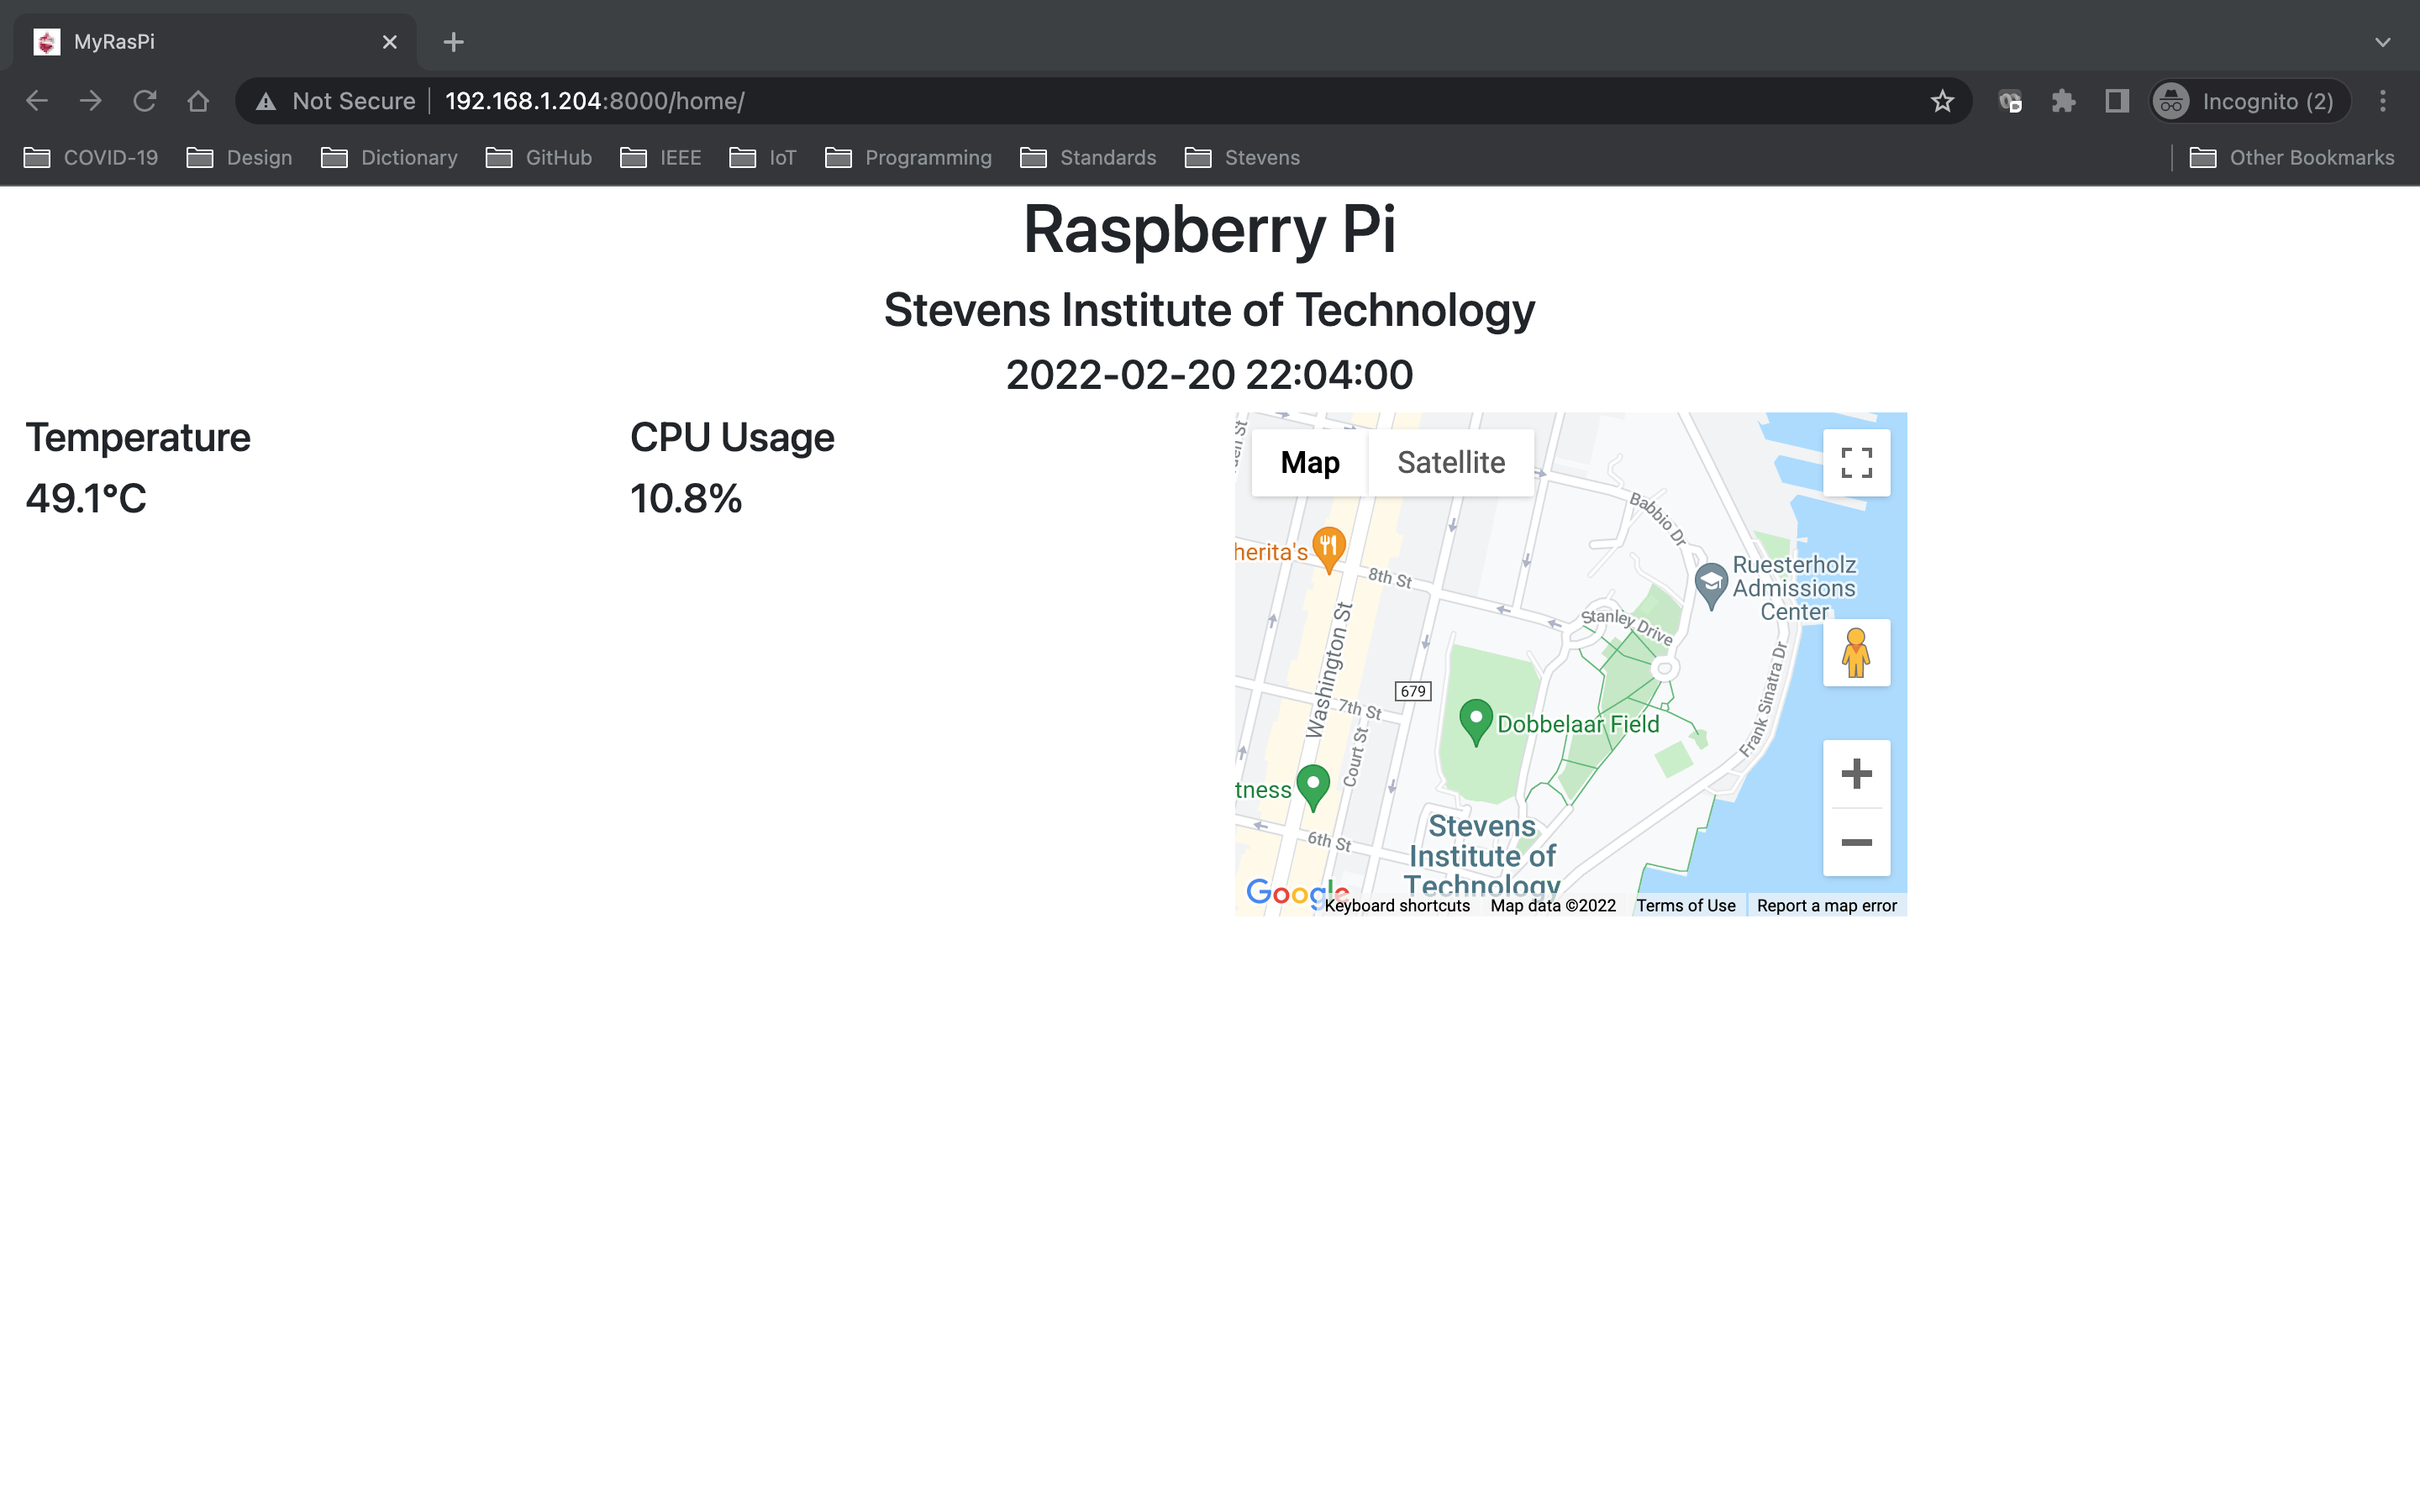 MyRasPi
Not Secure
192.168.1.204:8000/home/
Incognito (2)
COVID-19
Design
Dictionary
GitHub
IEEE
IoT
Programming
Standards
Stevens
Other Bookmarks
Raspberry Pi
Stevens Institute of Technology
2022-02-20 22:04:00
Temperature
49.1°C
CPU Usage
10.8%
Map
Satellite
Babbio Dr
herita's
8th St
Ruesterholz
Admissions
Center
Stanley Drive
Washington St
679
7th St
Dobbelaar Field
Frank Sinatra Dr
Court St
tness
6th St
Stevens
Institute of
Technology
Google
Keyboard shortcuts
Map data ©2022
Terms of Use
Report a map error